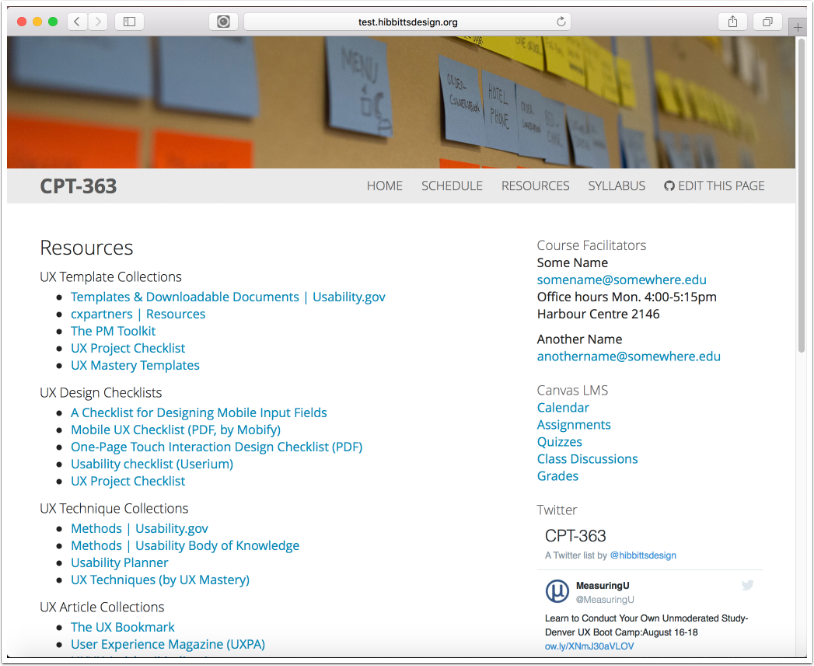 test.hibbittsdesign.org
MENU
HOTEL
PHONE
CPT-363
HOME SCHEDULE RESOURCES SYLLABUS EDIT THIS PAGE
Resources
UX Template Collections
Templates & Downloadable Documents | Usability.gov
cxpartners | Resources
The PM Toolkit
UX Project Checklist
UX Mastery Templates
UX Design Checklists
A Checklist for Designing Mobile Input Fields
Mobile UX Checklist (PDF, by Mobify)
One-Page Touch Interaction Design Checklist (PDF)
Usability checklist (Userium)
UX Project Checklist
UX Technique Collections
Methods | Usability.gov
Methods | Usability Body of Knowledge
Usability Planner
UX Techniques (by UX Mastery)
UX Article Collections
The UX Bookmark
User Experience Magazine (UXPA)
Course Facilitators
Some Name
somename@somewhere.edu
Office hours Mon. 4:00-5:15pm
Harbour Centre 2146
Another Name
anothername@somewhere.edu
Canvas LMS
Calendar
Assignments
Quizzes
Class Discussions
Grades
Twitter
CPT-363
A Twitter list by @hibbittsdesign
MeasuringU
@MeasuringU
Learn to Conduct Your Own Unmoderated Study-
Denver UX Boot Camp:August 16-18
ow.ly/XNmJ30aVLOV